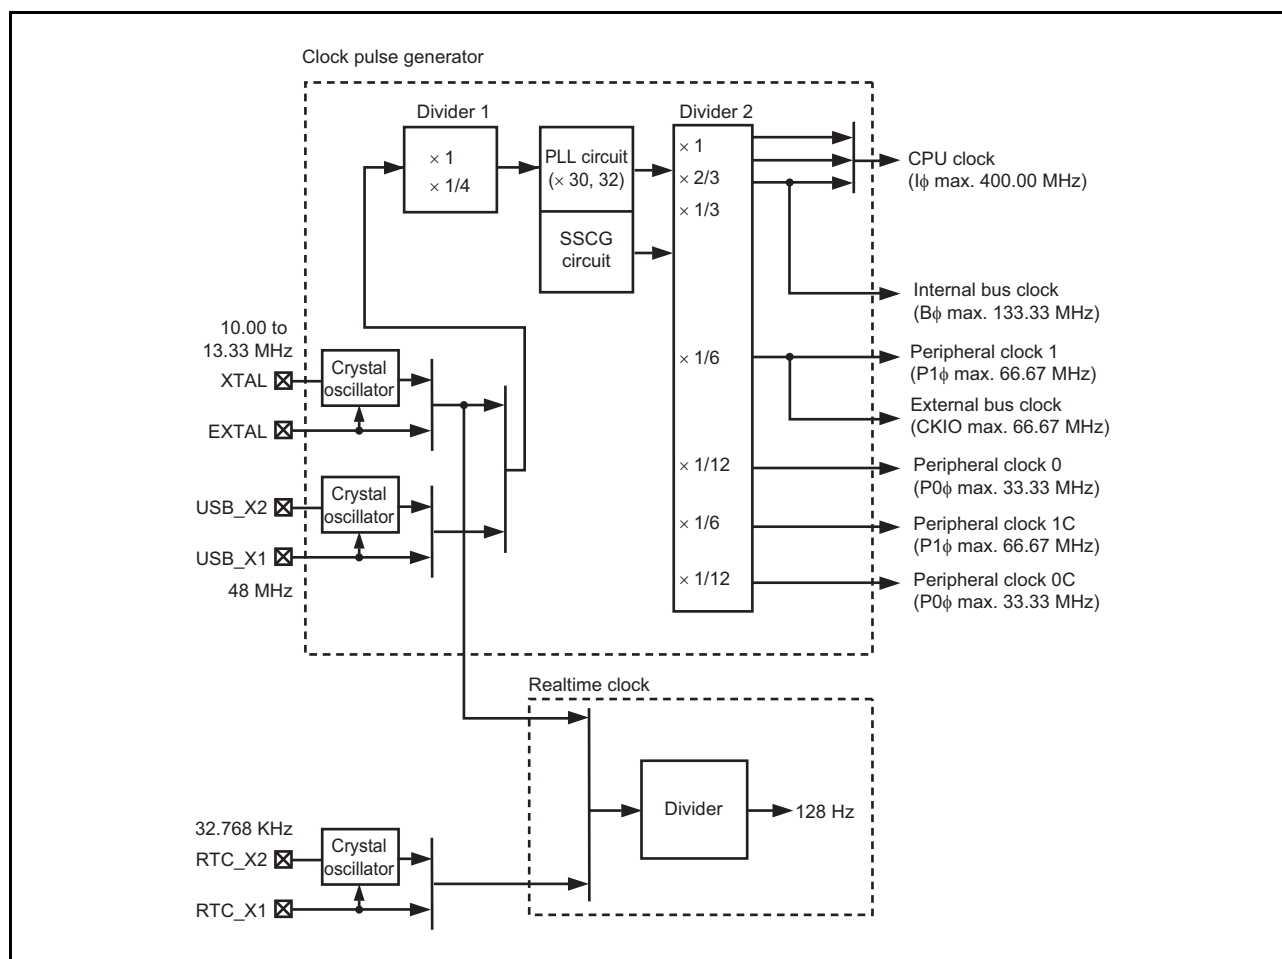 Clock pulse generator
Divider 1
× 1
× 1/4
PLL circuit
(× 30, 32)
SSCG
circuit
Divider 2
× 1
× 2/3
× 1/3
× 1/6
× 1/12
× 1/6
× 1/12
CPU clock
(Iϕ max. 400.00 MHz)
Internal bus clock
(Bϕ max. 133.33 MHz)
Peripheral clock 1
(P1ϕ max. 66.67 MHz)
External bus clock
(CKIO max. 66.67 MHz)
Peripheral clock 0
(P0ϕ max. 33.33 MHz)
Peripheral clock 1C
(P1ϕ max. 66.67 MHz)
Peripheral clock 0C
(P0ϕ max. 33.33 MHz)
10.00 to
13.33 MHz
XTAL
Crystal
oscillator
EXTAL
USB_X2
Crystal
oscillator
USB_X1
48 MHz
Realtime clock
Divider
128 Hz
32.768 KHz
RTC_X2
Crystal
oscillator
RTC_X1